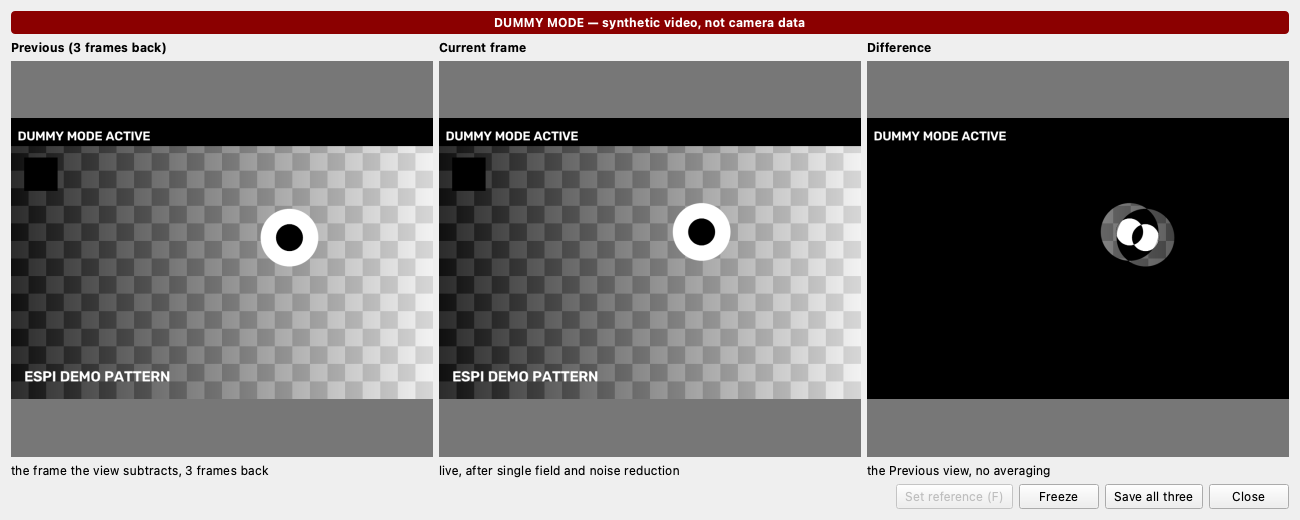 DUMMY MODE — synthetic video, not camera data
Previous (3 frames back)
Current frame
Difference
DUMMY MODE ACTIVE
DUMMY MODE ACTIVE
DUMMY MODE ACTIVE
ESPI DEMO PATTERN
ESPI DEMO PATTERN
the frame the view subtracts, 3 frames back
live, after single field and noise reduction
the Previous view, no averaging
Set reference (F)
Freeze
Save all three
Close